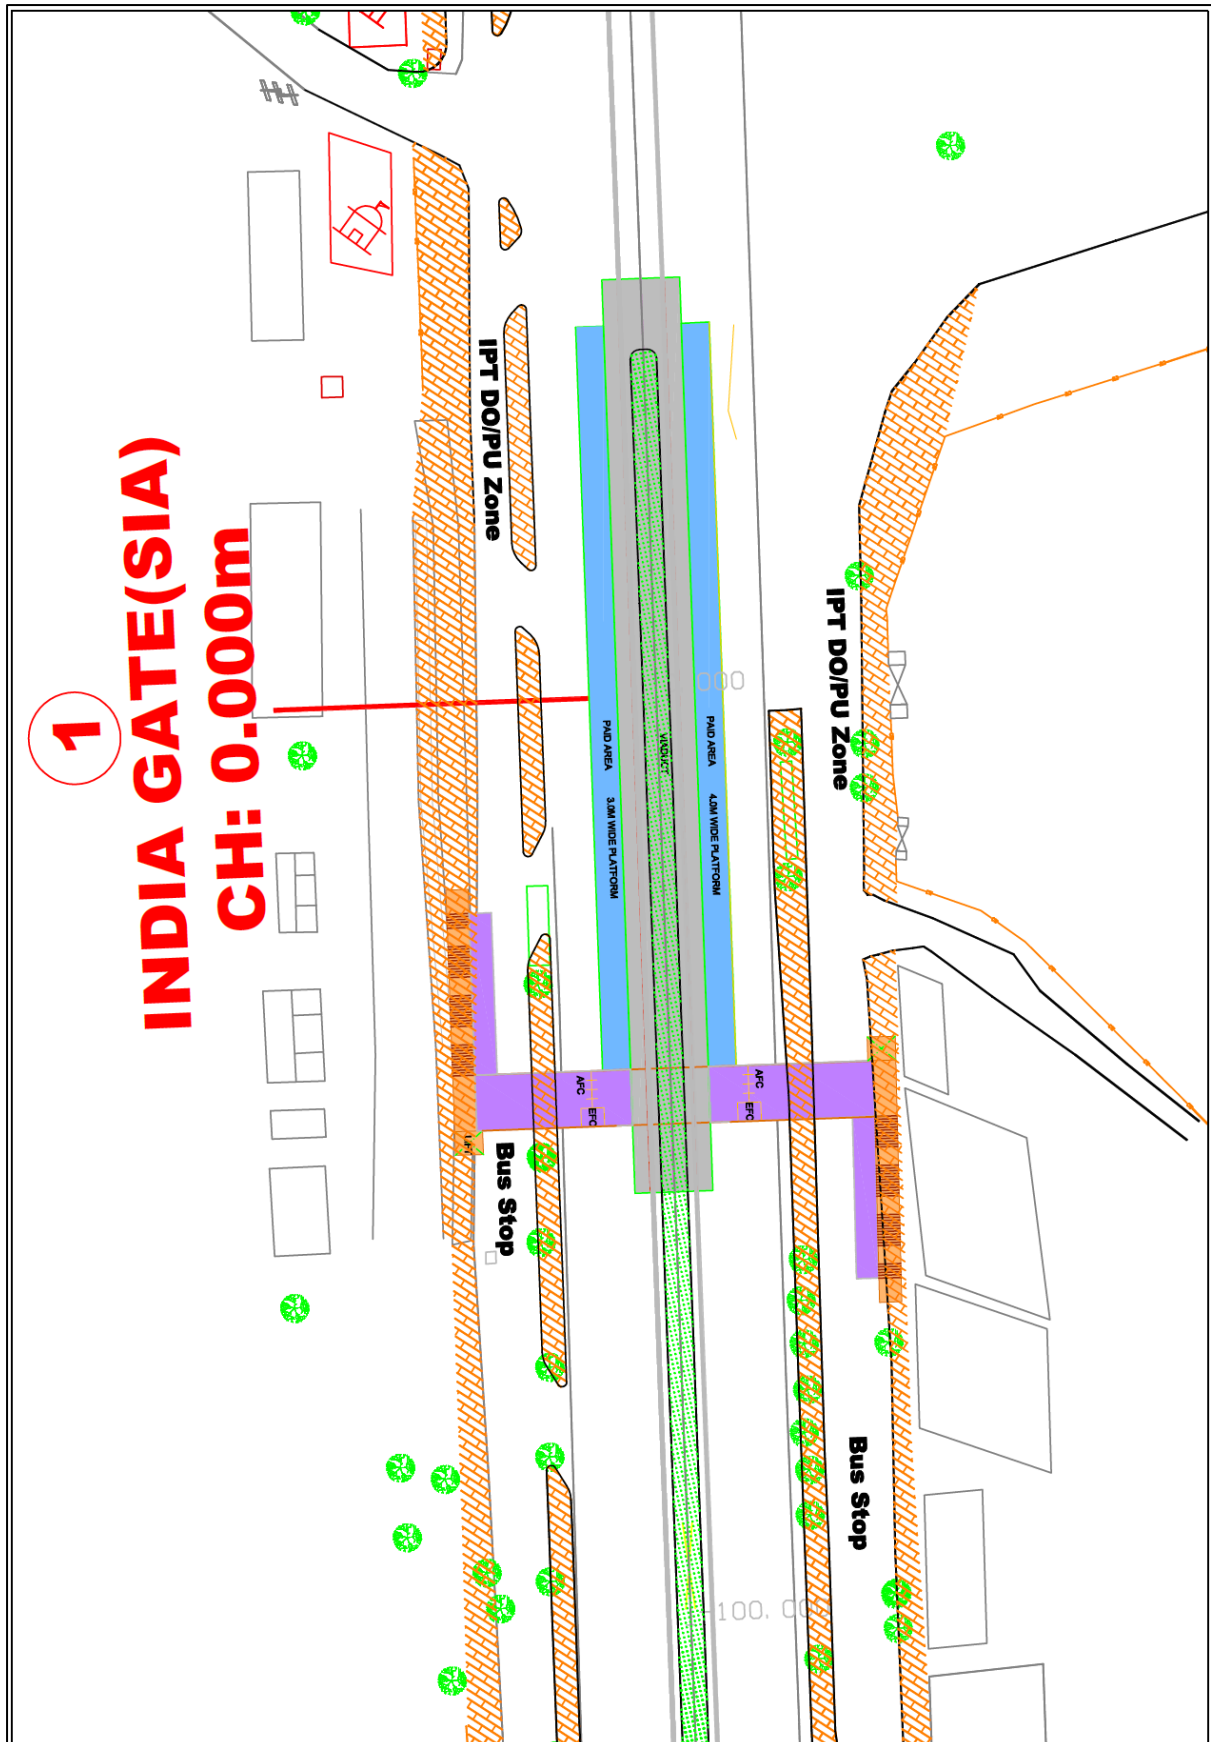 1
INDIA GATE(SIA)
CH: 0.000m
IPT DO/PU Zone
IPT DO/PU Zone
000
PAID AREA 3.0M WIDE PLATFORM
VIADUCT
PAID AREA 4.0M WIDE PLATFORM
AFC
EFC
AFC
EFC
LIFT
Bus Stop
Bus Stop
100.00